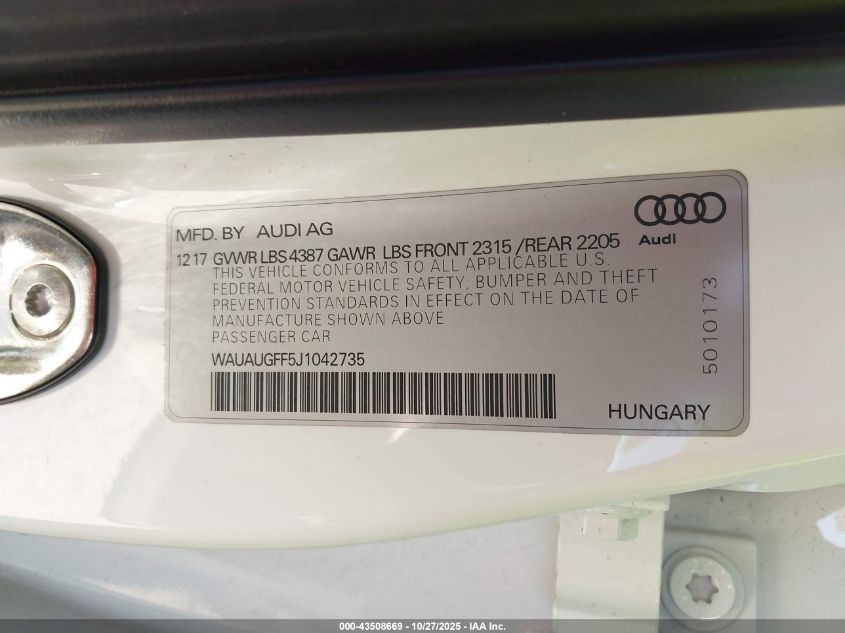 MFD. BY AUDI AG
Audi
12 17 GVWR LBS 4387 GAWR LBS FRONT 2315 /REAR 2205
THIS VEHICLE CONFORMS TO ALL APPLICABLE U.S.
FEDERAL MOTOR VEHICLE SAFETY, BUMPER AND THEFT
PREVENTION STANDARDS IN EFFECT ON THE DATE OF
MANUFACTURE SHOWN ABOVE
PASSENGER CAR
WAUAUGFF5J1042735
5010173
HUNGARY
000-43508669 - 10/27/2025 - IAA Inc.